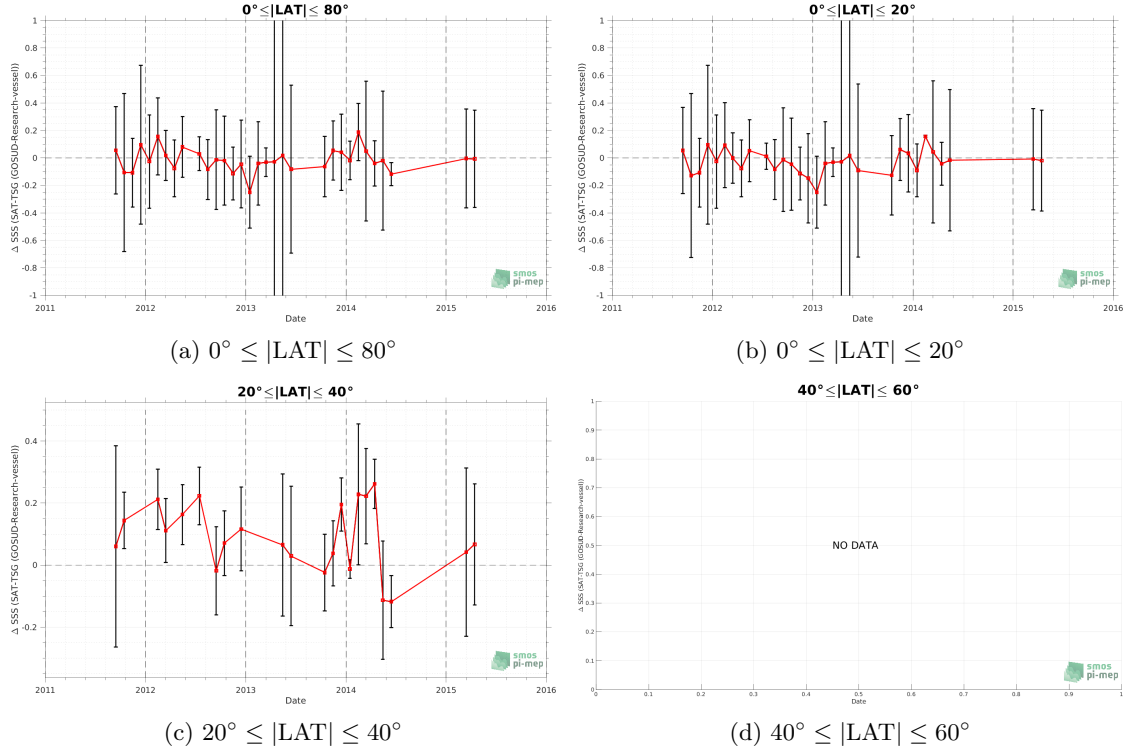 0°≤|LAT|≤ 80°
1
0.8
0.6
0.4
0.2
0
-0.2
-0.4
-0.6
-0.8
-1
Δ SSS (SAT-TSG (GOSUD-Research-vessel))
2011 2012 2013 2014 2015 2016
Date
smos
pi-mep
(a) 0° ≤ |LAT| ≤ 80°
0°≤|LAT|≤ 20°
1
0.8
0.6
0.4
0.2
0
-0.2
-0.4
-0.6
-0.8
-1
Δ SSS (SAT-TSG (GOSUD-Research-vessel))
2011 2012 2013 2014 2015 2016
Date
smos
pi-mep
(b) 0° ≤ |LAT| ≤ 20°
20°≤|LAT|≤ 40°
0.4
0.2
0
-0.2
Δ SSS (SAT-TSG (GOSUD-Research-vessel))
2011 2012 2013 2014 2015 2016
Date
smos
pi-mep
(c) 20° ≤ |LAT| ≤ 40°
40°≤|LAT|≤ 60°
1
0.9
0.8
0.7
0.6
0.5
0.4
0.3
0.2
0.1
0
Δ SSS (SAT-TSG (GOSUD-Research-vessel))
NO DATA
0 0.1 0.2 0.3 0.4 0.5 0.6 0.7 0.8 0.9 1
Date
smos
pi-mep
(d) 40° ≤ |LAT| ≤ 60°